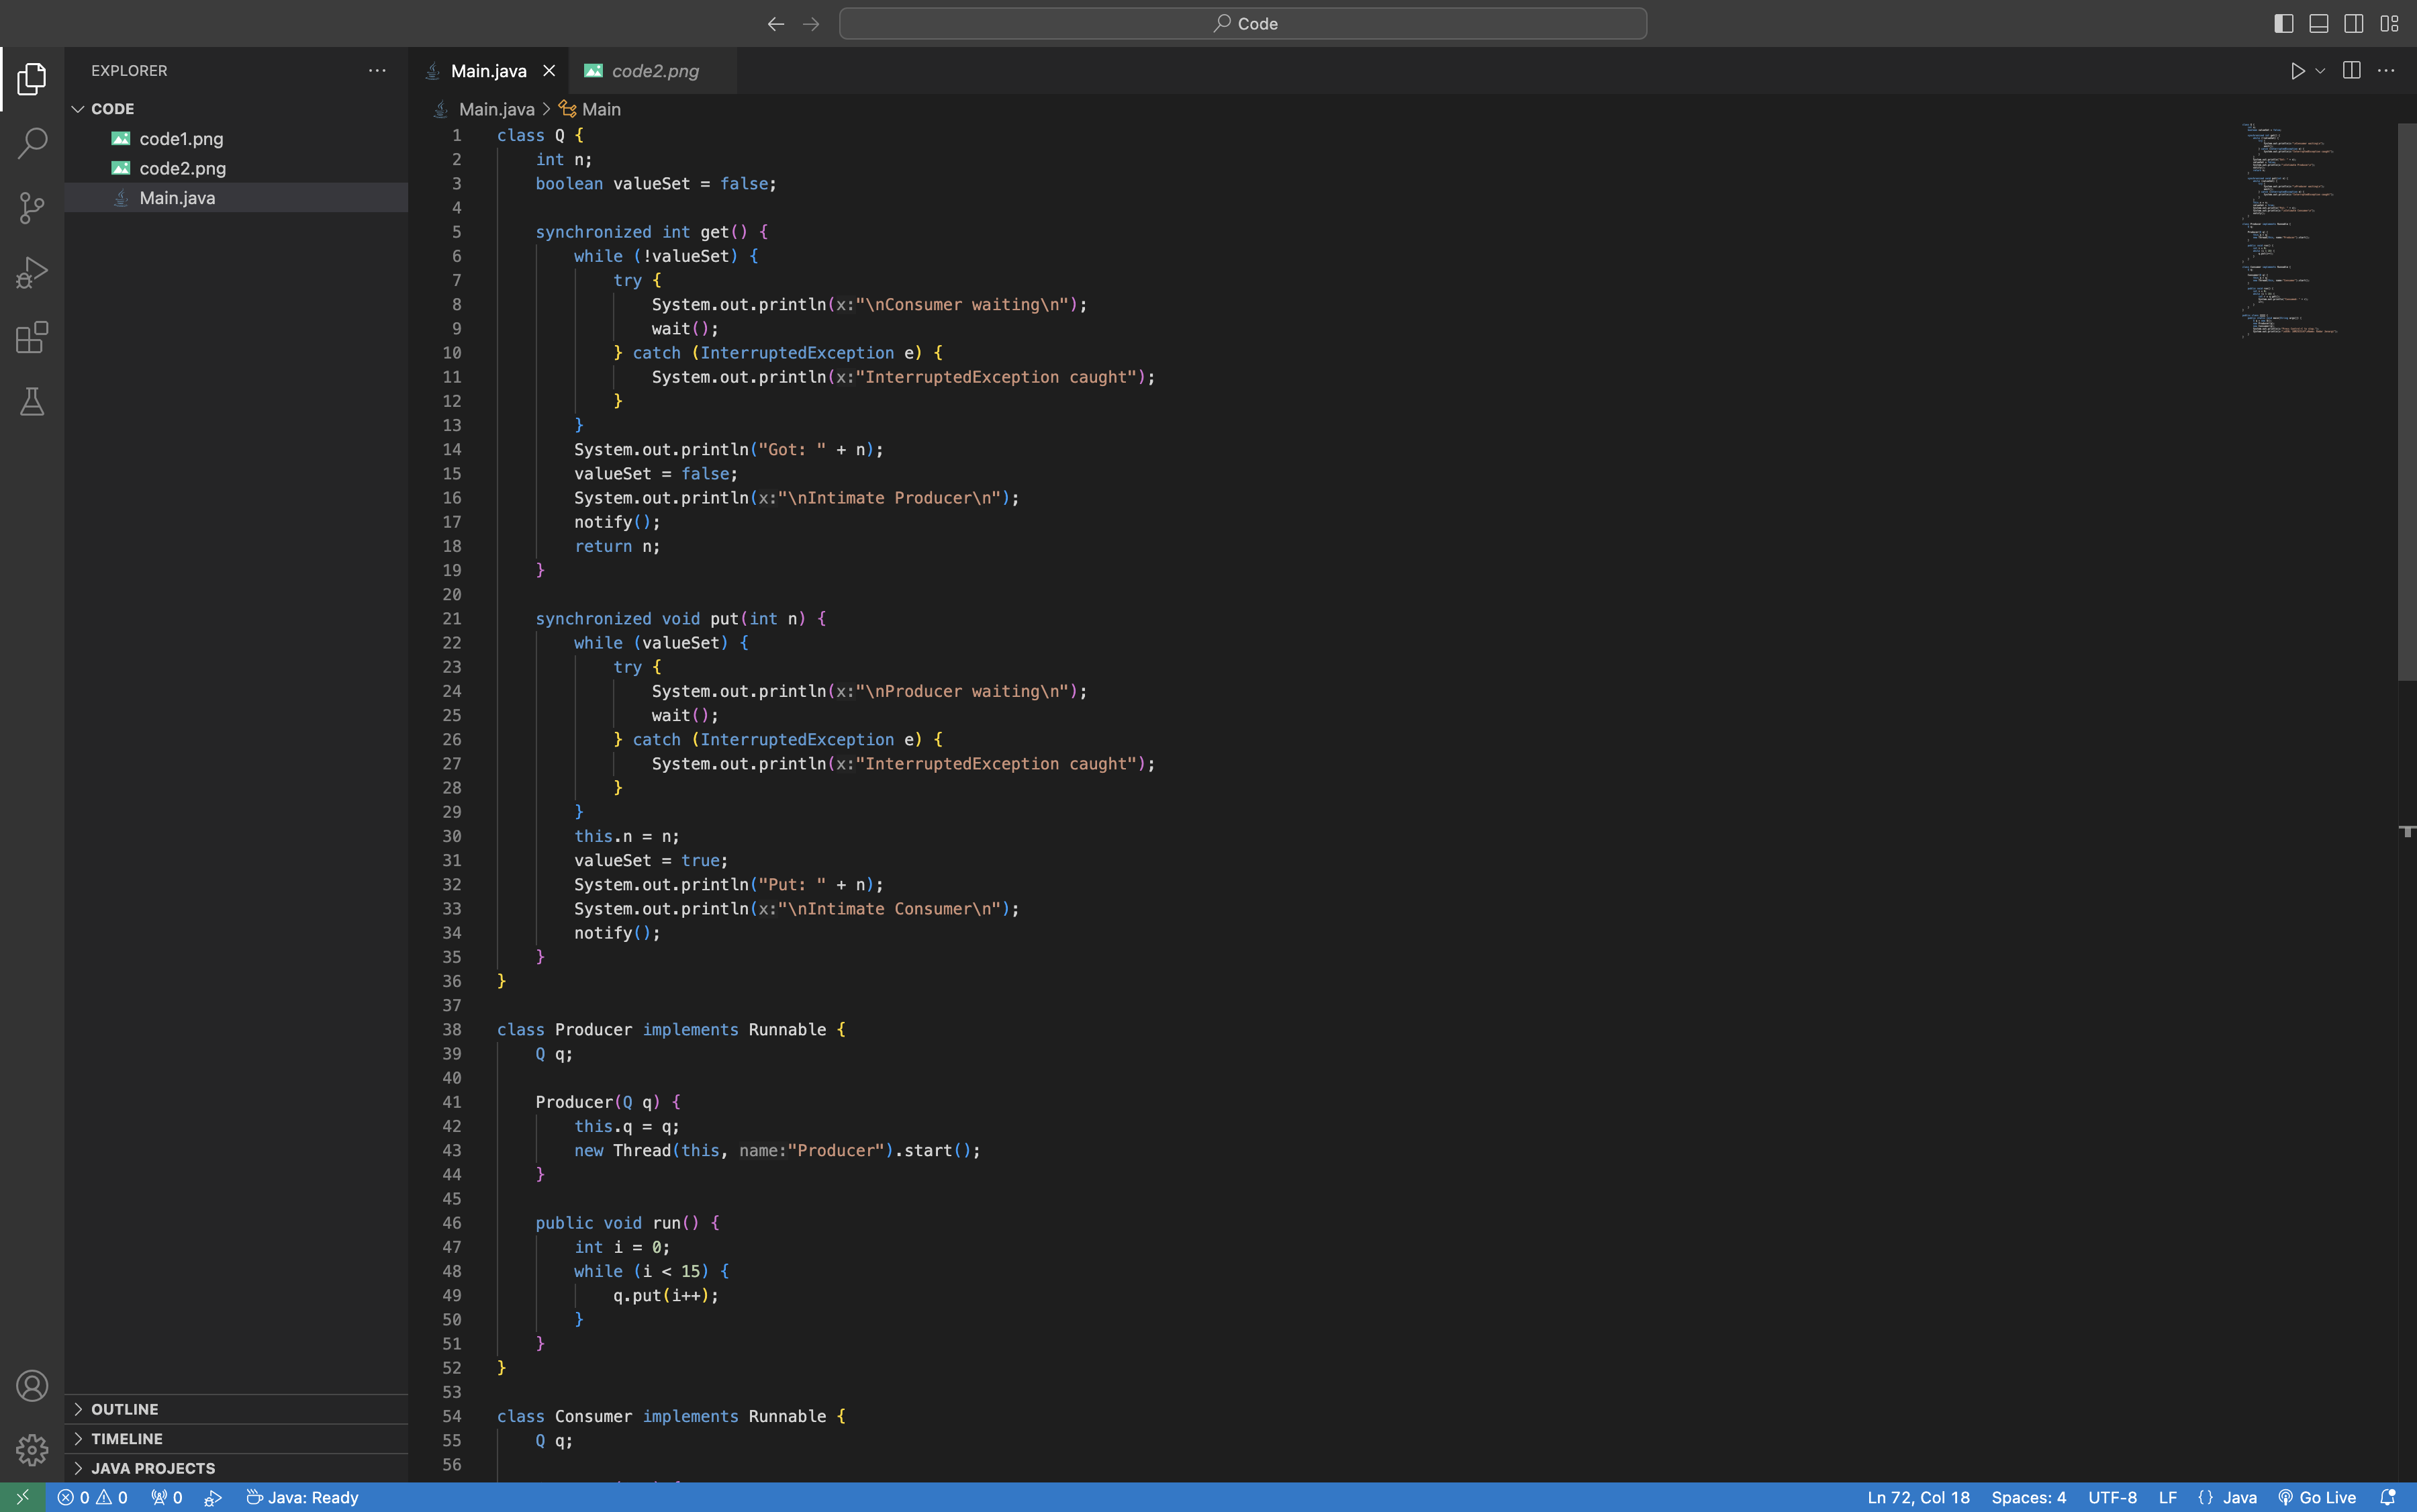 Code
EXPLORER
CODE
code1.png
code2.png
Main.java
OUTLINE
TIMELINE
JAVA PROJECTS
Main.java
code2.png
Main.java > Main
1 class Q {
2     int n;
3     boolean valueSet = false;
4
5     synchronized int get() {
6         while (!valueSet) {
7             try {
8                 System.out.println(x:"\nConsumer waiting\n");
9                 wait();
10             } catch (InterruptedException e) {
11                 System.out.println(x:"InterruptedException caught");
12             }
13         }
14         System.out.println("Got: " + n);
15         valueSet = false;
16         System.out.println(x:"\nIntimate Producer\n");
17         notify();
18         return n;
19     }
20
21     synchronized void put(int n) {
22         while (valueSet) {
23             try {
24                 System.out.println(x:"\nProducer waiting\n");
25                 wait();
26             } catch (InterruptedException e) {
27                 System.out.println(x:"InterruptedException caught");
28             }
29         }
30         this.n = n;
31         valueSet = true;
32         System.out.println("Put: " + n);
33         System.out.println(x:"\nIntimate Consumer\n");
34         notify();
35     }
36 }
37
38 class Producer implements Runnable {
39     Q q;
40
41     Producer(Q q) {
42         this.q = q;
43         new Thread(this, name:"Producer").start();
44     }
45
46     public void run() {
47         int i = 0;
48         while (i < 15) {
49             q.put(i++);
50         }
51     }
52 }
53
54 class Consumer implements Runnable {
55     Q q;
56
0 0 0 Java: Ready
Ln 72, Col 18 Spaces: 4 UTF-8 LF {} Java Go Live